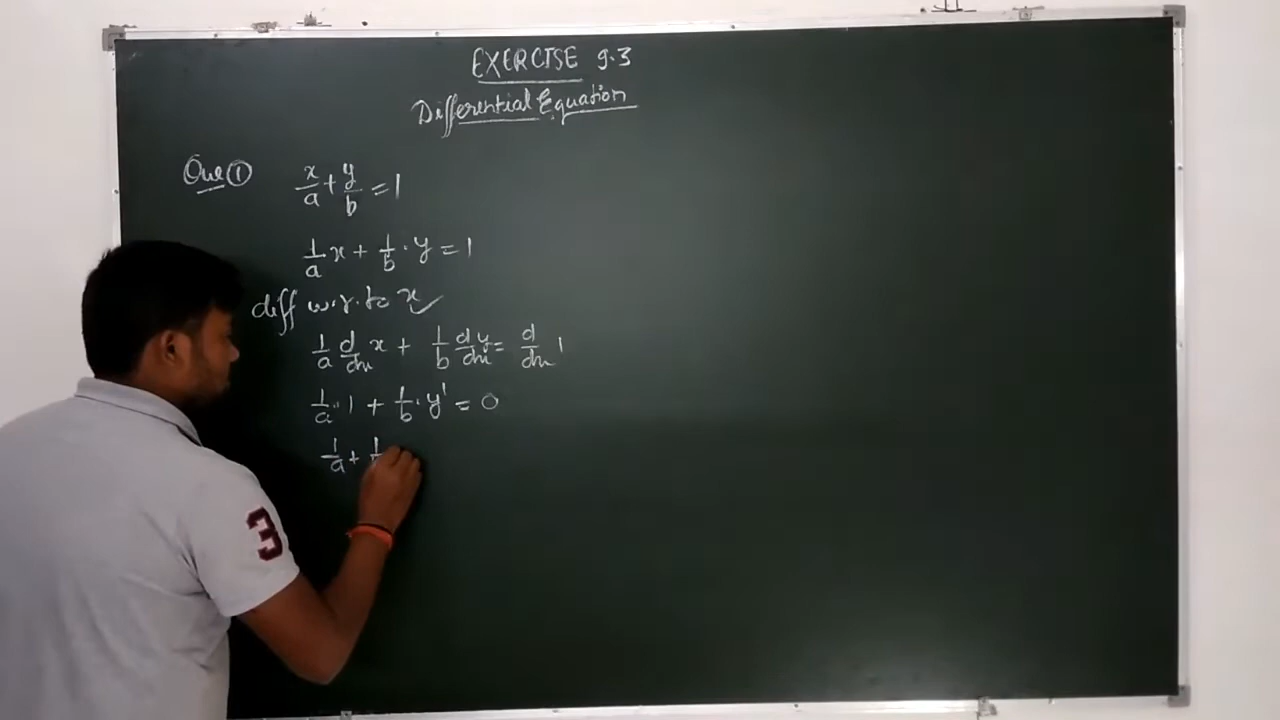 EXERCISE 9.3
Differential Equation
Que ① x/a + y/b = 1
1/a x + 1/b · y = 1
diff w.r.to x ✓
1/a d/dx x + 1/b dy/dx = d/dx 1
1/a · 1 + 1/b · y' = 0
1/a + 1
3